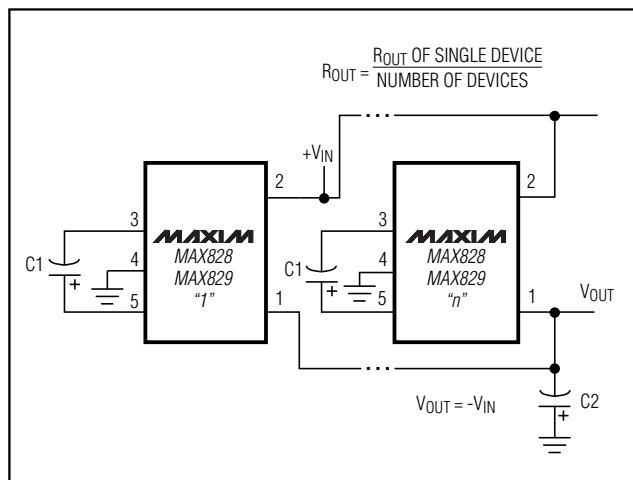 R_OUT = R_OUT OF SINGLE DEVICE
NUMBER OF DEVICES
+V_IN
2
2
3
MAXIM
MAX828
MAX829
"1"
4
C1
+
5
1
3
MAXIM
MAX828
MAX829
"n"
4
C1
+
5
1
V_OUT
V_OUT = -V_IN
C2
+